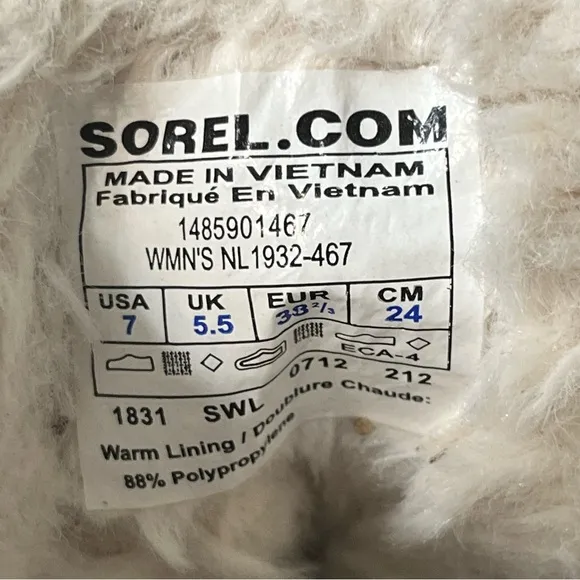 SOREL.COM
MADE IN VIETNAM
Fabriqué En Vietnam
1485901467
WMN'S NL1932-467
USA UK EUR CM
7 5.5 38 2/3 24
ECA-4
0712 212
1831 SWL
Warm Lining / Doublure Chaude:
88% Polypropylene